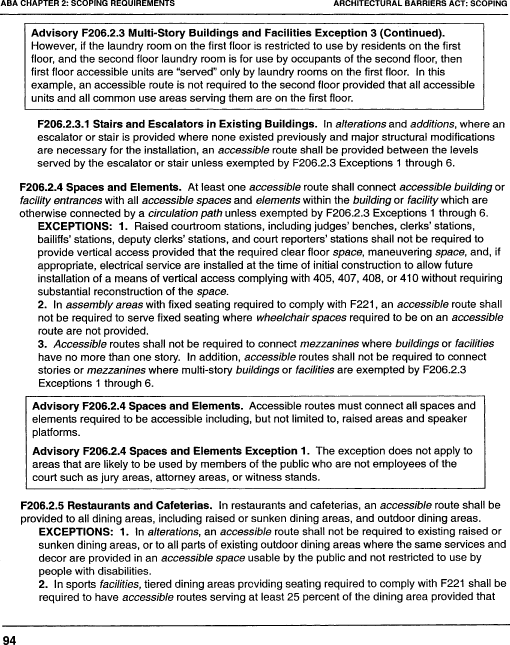 ABA CHAPTER 2: SCOPING REQUIREMENTS ARCHITECTURAL BARRIERS ACT: SCOPING
Advisory F206.2.3 Multi-Story Buildings and Facilities Exception 3 (Continued).
However, if the laundry room on the first floor is restricted to use by residents on the first
floor, and the second floor laundry room is for use by occupants of the second floor, then
first floor accessible units are “served” only by laundry rooms on the first floor. In this
example, an accessible route is not required to the second floor provided that all accessible
units and all common use areas serving them are on the first floor.
F206.2.3.1 Stairs and Escalators in Existing Buildings. In alterations and additions, where an
escalator or stair is provided where none existed previously and major structural modifications
are necessary for the installation, an accessible route shall be provided between the levels
served by the escalator or stair unless exempted by F206.2.3 Exceptions 1 through 6.
F206.2.4 Spaces and Elements. At least one accessible route shall connect accessible building or
facility entrances with all accessible spaces and elements within the building or facility which are
otherwise connected by a circulation path unless exempted by F206.2.3 Exceptions 1 through 6.
EXCEPTIONS: 1. Raised courtroom stations, including judges’ benches, clerks’ stations,
bailiffs’ stations, deputy clerks’ stations, and court reporters’ stations shall not be required to
provide vertical access provided that the required clear floor space, maneuvering space, and, if
appropriate, electrical service are installed at the time of initial construction to allow future
installation of a means of vertical access complying with 405, 407, 408, or 410 without requiring
substantial reconstruction of the space.
2. In assembly areas with fixed seating required to comply with F221, an accessible route shall
not be required to serve fixed seating where wheelchair spaces required to be on an accessible
route are not provided.
3. Accessible routes shall not be required to connect mezzanines where buildings or facilities
have no more than one story. In addition, accessible routes shall not be required to connect
stories or mezzanines where multi-story buildings or facilities are exempted by F206.2.3
Exceptions 1 through 6.
Advisory F206.2.4 Spaces and Elements. Accessible routes must connect all spaces and
elements required to be accessible including, but not limited to, raised areas and speaker
platforms.
Advisory F206.2.4 Spaces and Elements Exception 1. The exception does not apply to
areas that are likely to be used by members of the public who are not employees of the
court such as jury areas, attorney areas, or witness stands.
F206.2.5 Restaurants and Cafeterias. In restaurants and cafeterias, an accessible route shall be
provided to all dining areas, including raised or sunken dining areas, and outdoor dining areas.
EXCEPTIONS: 1. In alterations, an accessible route shall not be required to existing raised or
sunken dining areas, or to all parts of existing outdoor dining areas where the same services and
decor are provided in an accessible space usable by the public and not restricted to use by
people with disabilities.
2. In sports facilities, tiered dining areas providing seating required to comply with F221 shall be
required to have accessible routes serving at least 25 percent of the dining area provided that
94